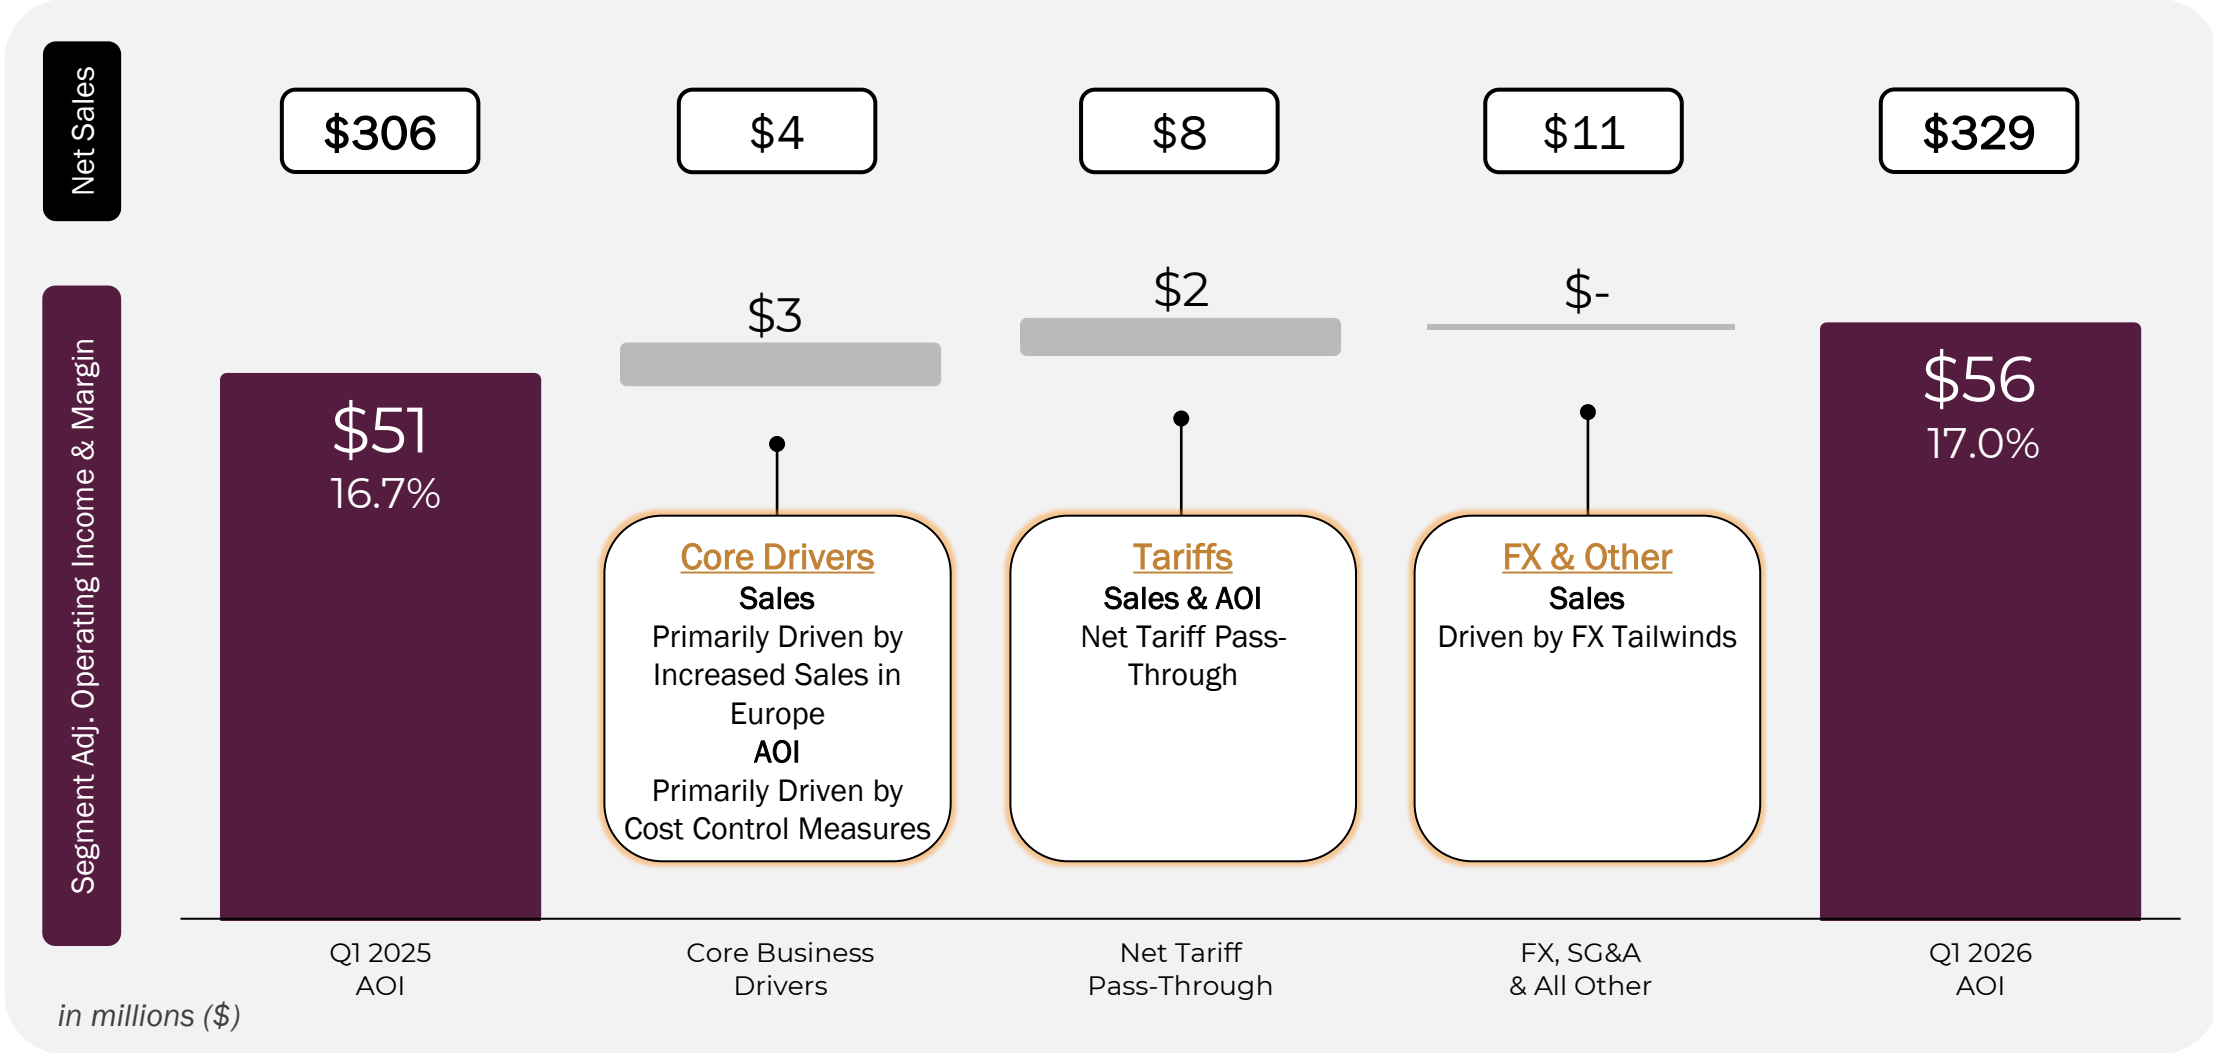 Net Sales
$306
$4
$8
$11
$329
Segment Adj. Operating Income & Margin
$51
16.7%
$3
$2
$-
$56
17.0%
Core Drivers
Sales
Primarily Driven by
Increased Sales in
Europe
AOI
Primarily Driven by
Cost Control Measures
Tariffs
Sales & AOI
Net Tariff Pass-
Through
FX & Other
Sales
Driven by FX Tailwinds
Q1 2025
AOI
Core Business
Drivers
Net Tariff
Pass-Through
FX, SG&A
& All Other
Q1 2026
AOI
in millions ($)